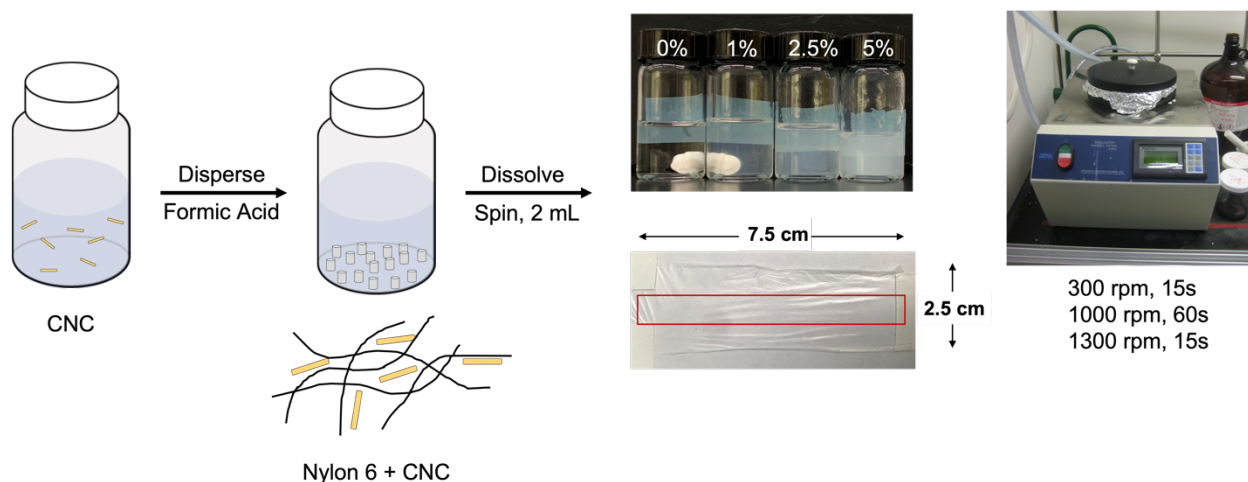 CNC
Disperse
Formic Acid
Nylon 6 + CNC
Dissolve
Spin, 2 mL
0% 1% 2.5% 5%
7.5 cm
2.5 cm
300 rpm, 15s
1000 rpm, 60s
1300 rpm, 15s